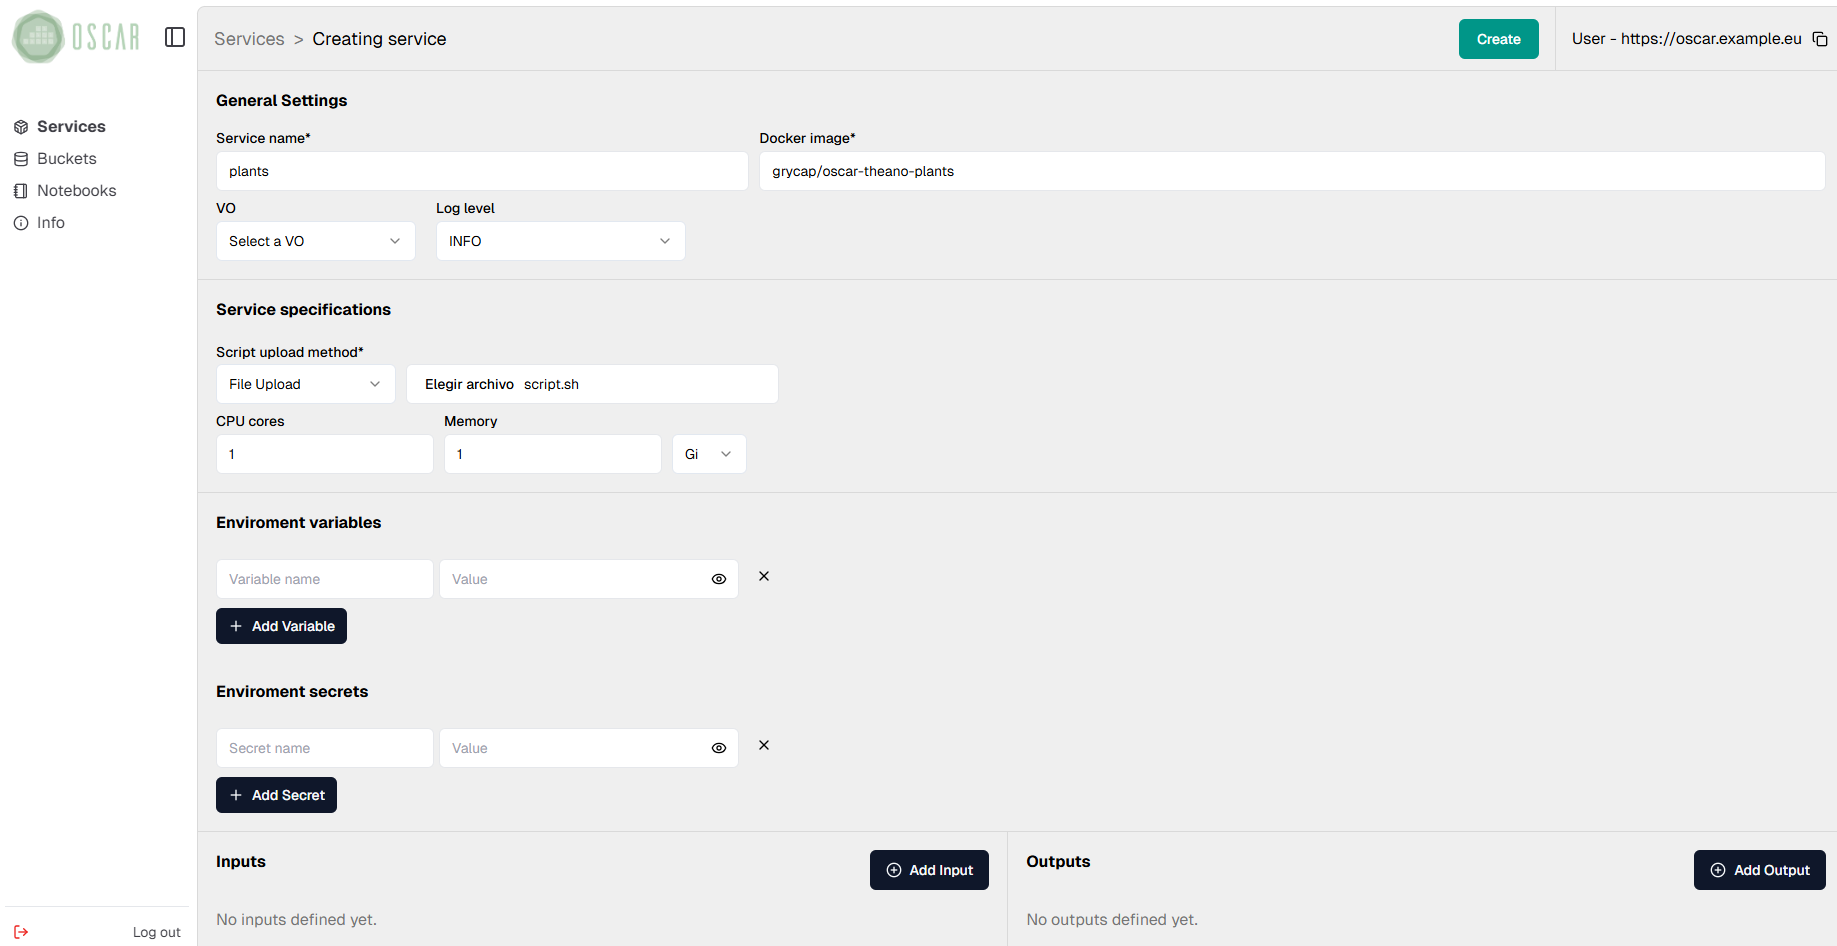 OSCAR
Services > Creating service
Create
User - https://oscar.example.eu
Services
Buckets
Notebooks
Info
General Settings
Service name* Docker image*
plants grycap/oscar-theano-plants
VO Log level
Select a VO INFO
Service specifications
Script upload method*
File Upload Elegir archivo script.sh
CPU cores Memory
1 1 Gi
Enviroment variables
Variable name Value
Add Variable
Enviroment secrets
Secret name Value
Add Secret
Inputs Add Input
No inputs defined yet.
Outputs Add Output
No outputs defined yet.
Log out